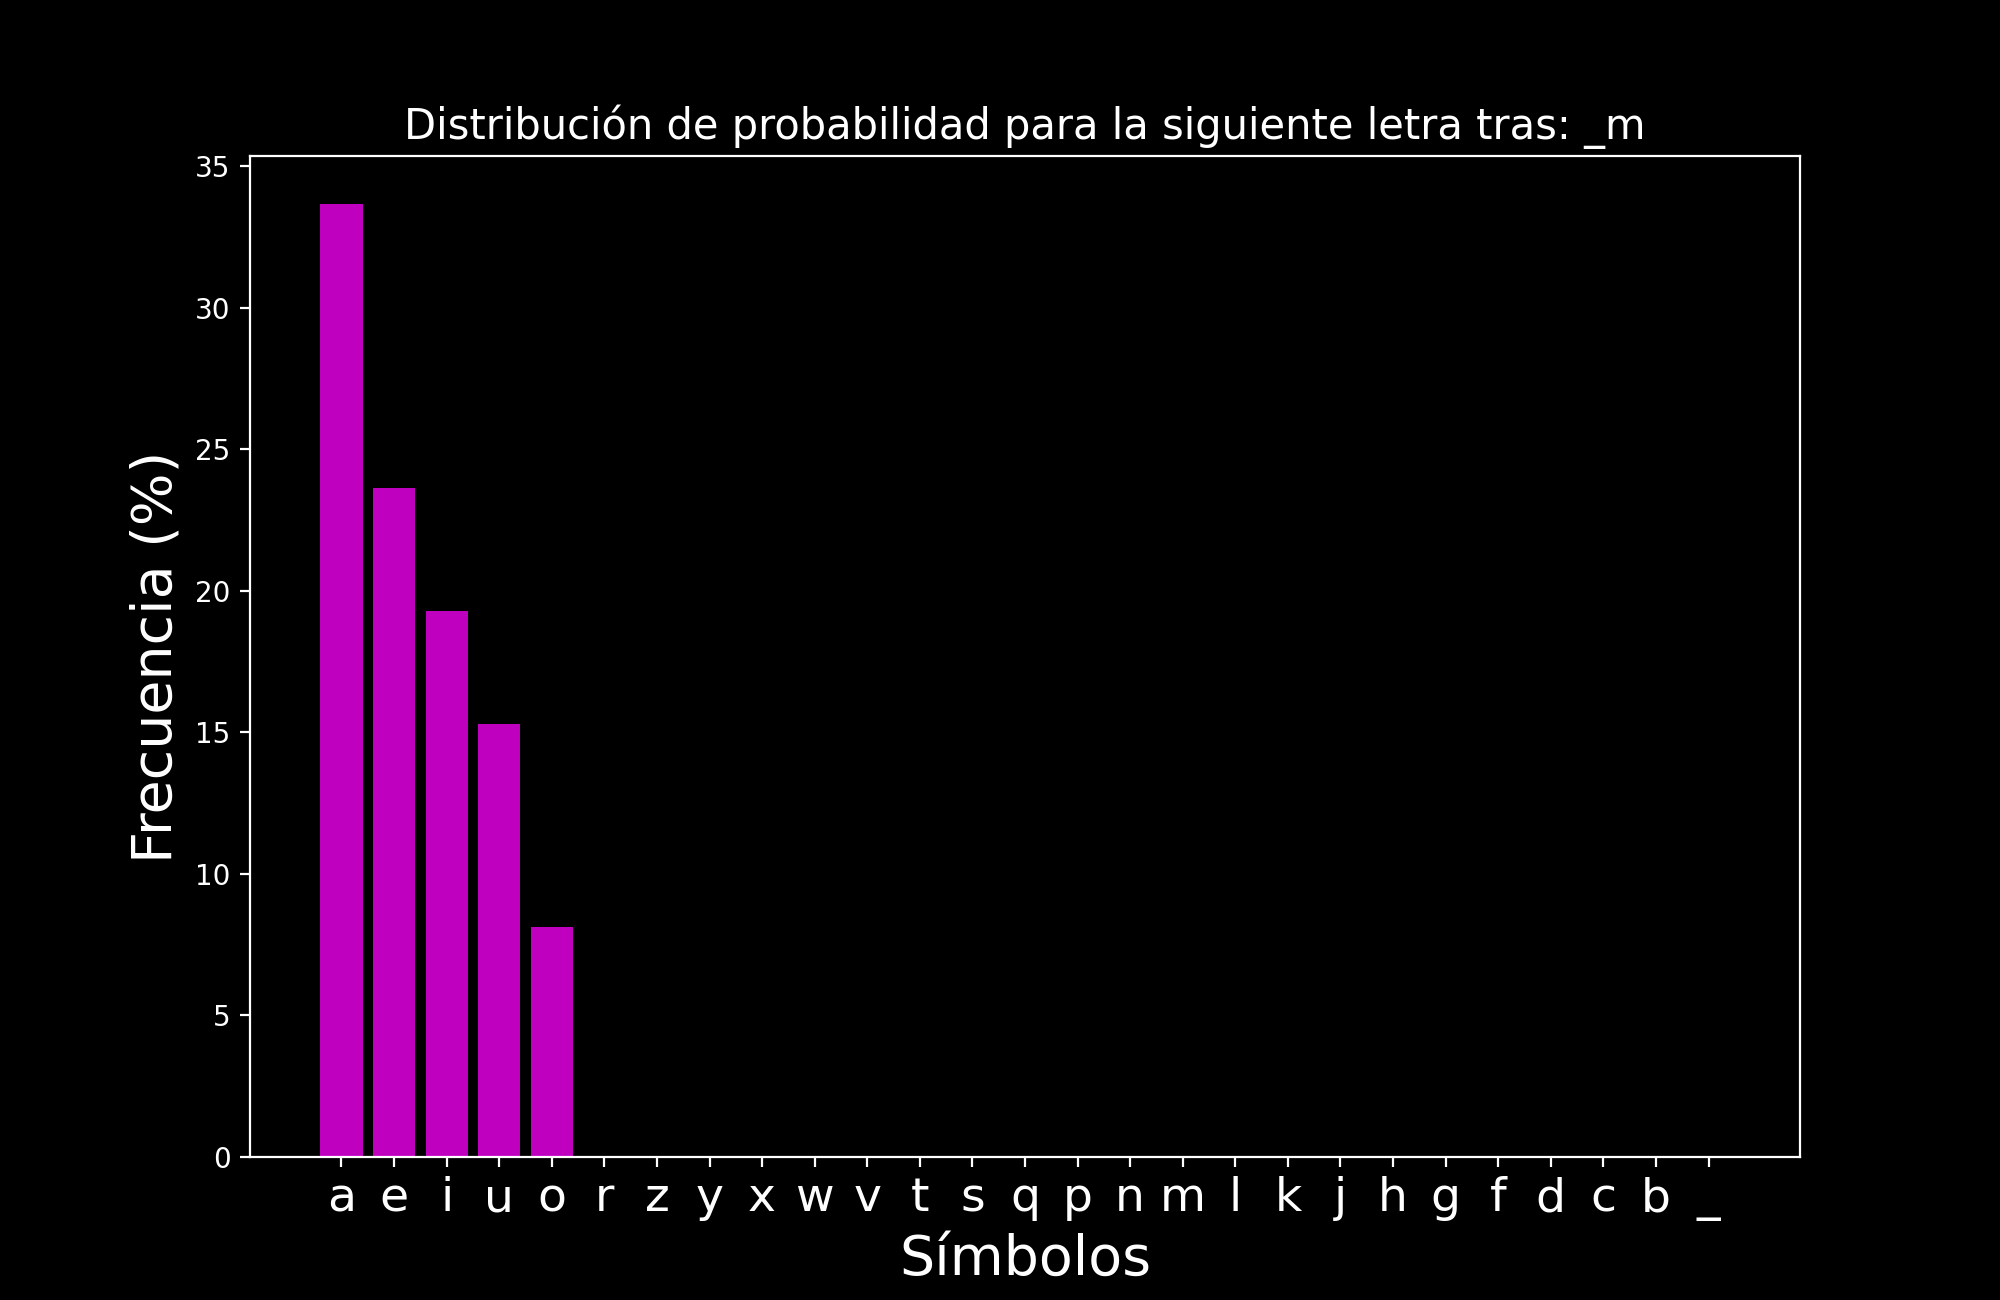 Distribución de probabilidad para la siguiente letra tras: _m
35
30
25
20
15
10
5
0
Frecuencia (%)
a e i u o r z y x w v t s q p n m l k j h g f d c b _
Símbolos